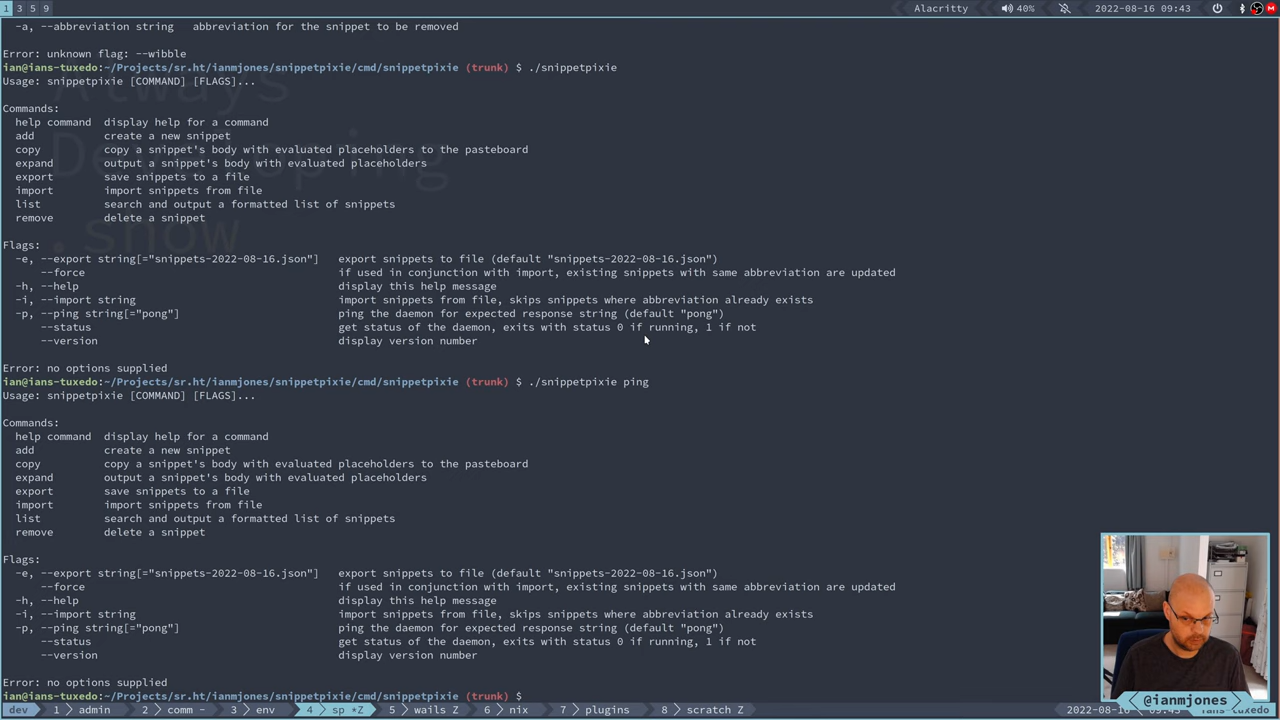 1 3 5 9 Alacritty 40% 2022-08-16 09:43
-a, --abbreviation string   abbreviation for the snippet to be removed
Error: unknown flag: --wibble
ian@ians-tuxedo:~/Projects/sr.ht/ianmjones/snippetpixie/cmd/snippetpixie (trunk) $ ./snippetpixie
Usage: snippetpixie [COMMAND] [FLAGS]...
Commands:
help command  display help for a command
add           create a new snippet
copy          copy a snippet's body with evaluated placeholders to the pasteboard
expand        output a snippet's body with evaluated placeholders
export        save snippets to a file
import        import snippets from file
list          search and output a formatted list of snippets
remove        delete a snippet
Flags:
-e, --export string[="snippets-2022-08-16.json"]   export snippets to file (default "snippets-2022-08-16.json")
--force                                        if used in conjunction with import, existing snippets with same abbreviation are updated
-h, --help                                         display this help message
-i, --import string                                import snippets from file, skips snippets where abbreviation already exists
-p, --ping string[="pong"]                         ping the daemon for expected response string (default "pong")
--status                                       get status of the daemon, exits with status 0 if running, 1 if not
--version                                      display version number
Error: no options supplied
ian@ians-tuxedo:~/Projects/sr.ht/ianmjones/snippetpixie/cmd/snippetpixie (trunk) $ ./snippetpixie ping
Usage: snippetpixie [COMMAND] [FLAGS]...
Commands:
help command  display help for a command
add           create a new snippet
copy          copy a snippet's body with evaluated placeholders to the pasteboard
expand        output a snippet's body with evaluated placeholders
export        save snippets to a file
import        import snippets from file
list          search and output a formatted list of snippets
remove        delete a snippet
Flags:
-e, --export string[="snippets-2022-08-16.json"]   export snippets to file (default "snippets-2022-08-16.json")
--force                                        if used in conjunction with import, existing snippets with same abbreviation are updated
-h, --help                                         display this help message
-i, --import string                                import snippets from file, skips snippets where abbreviation already exists
-p, --ping string[="pong"]                         ping the daemon for expected response string (default "pong")
--status                                       get status of the daemon, exits with status 0 if running, 1 if not
--version                                      display version number
Error: no options supplied
ian@ians-tuxedo:~/Projects/sr.ht/ianmjones/snippetpixie/cmd/snippetpixie (trunk) $
dev 1 admin 2 comm - 3 env 4 sp *Z 5 wails Z 6 nix 7 plugins 8 scratch Z
@ianmjones
Always
.show